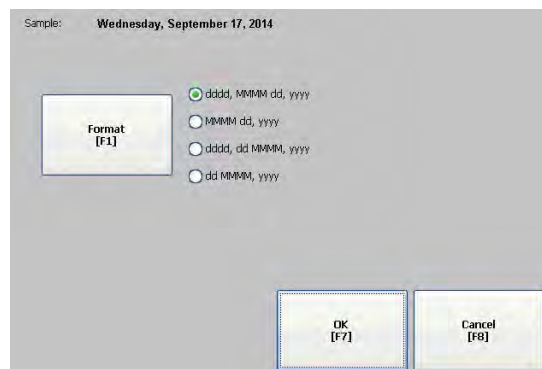 Sample: Wednesday, September 17, 2014
dddd, MMMM dd, yyyy
Format
[F1]
MMMM dd, yyyy
dddd, dd MMMM, yyyy
dd MMMM, yyyy
OK
[F7]
Cancel
[F8]